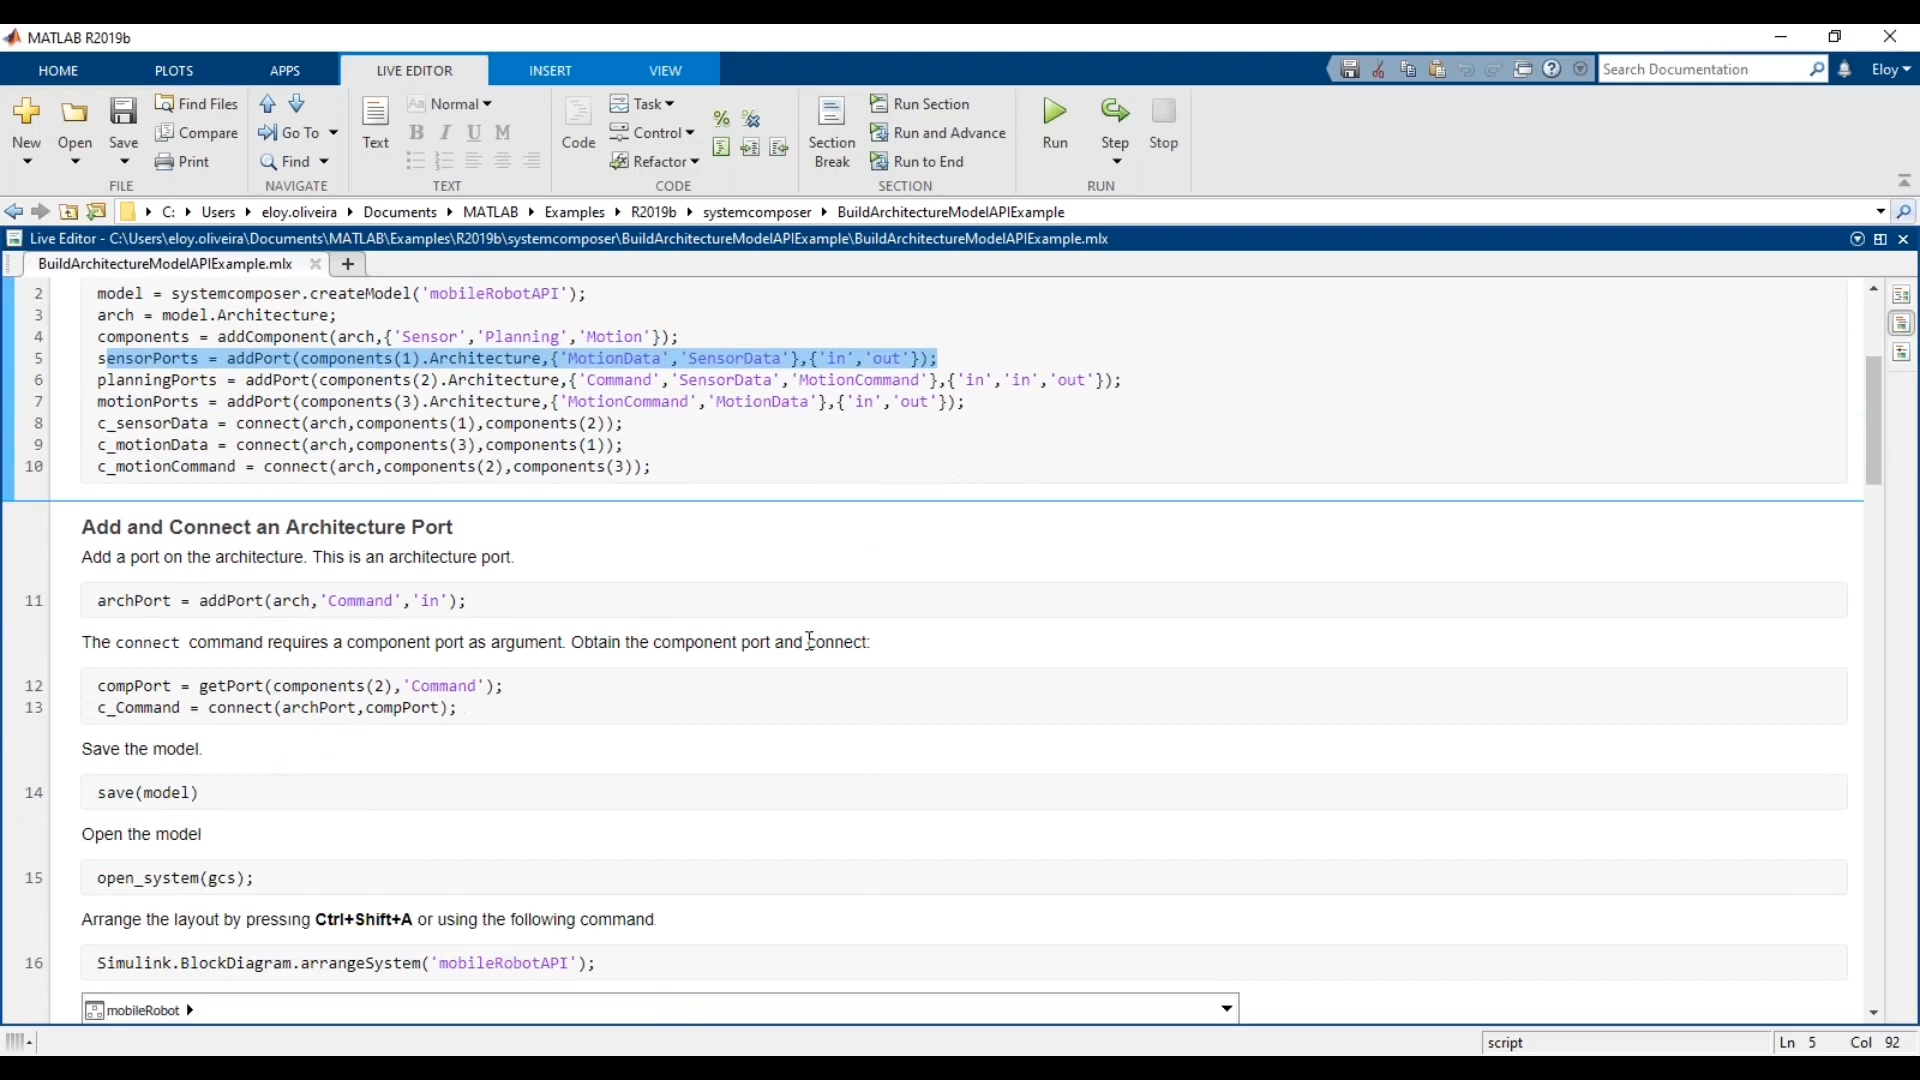 MATLAB R2019b
HOME PLOTS APPS LIVE EDITOR INSERT VIEW
Search Documentation
Eloy
New
Open
Save
Find Files
Compare
Print
FILE
Go To
Find
NAVIGATE
Text
Aa Normal
B I U M
TEXT
Code
Task
Control
Refactor
CODE
Section Break
Run Section
Run and Advance
Run to End
SECTION
Run
Step
Stop
RUN
C: Users eloy.oliveira Documents MATLAB Examples R2019b systemcomposer BuildArchitectureModelAPIExample
Live Editor - C:\Users\eloy.oliveira\Documents\MATLAB\Examples\R2019b\systemcomposer\BuildArchitectureModelAPIExample\BuildArchitectureModelAPIExample.mlx
BuildArchitectureModelAPIExample.mlx
2 model = systemcomposer.createModel('mobileRobotAPI');
3 arch = model.Architecture;
4 components = addComponent(arch,{'Sensor','Planning','Motion'});
5 sensorPorts = addPort(components(1).Architecture,{'MotionData','SensorData'},{'in','out'});
6 planningPorts = addPort(components(2).Architecture,{'Command','SensorData','MotionCommand'},{'in','in','out'});
7 motionPorts = addPort(components(3).Architecture,{'MotionCommand','MotionData'},{'in','out'});
8 c_sensorData = connect(arch,components(1),components(2));
9 c_motionData = connect(arch,components(3),components(1));
10 c_motionCommand = connect(arch,components(2),components(3));
Add and Connect an Architecture Port
Add a port on the architecture. This is an architecture port.
11 archPort = addPort(arch,'Command','in');
The connect command requires a component port as argument. Obtain the component port and connect:
12 compPort = getPort(components(2),'Command');
13 c_Command = connect(archPort,compPort);
Save the model.
14 save(model)
Open the model
15 open_system(gcs);
Arrange the layout by pressing Ctrl+Shift+A or using the following command.
16 Simulink.BlockDiagram.arrangeSystem('mobileRobotAPI');
mobileRobot
script
Ln 5 Col 92